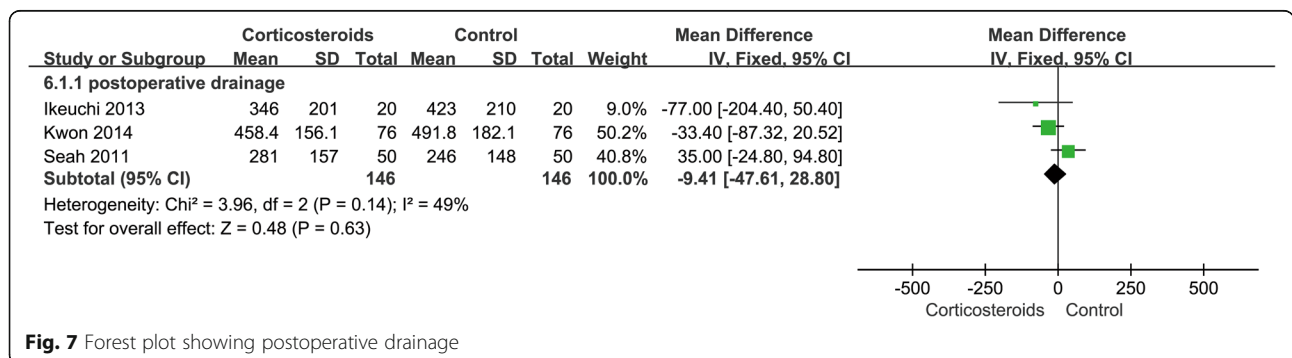 Corticosteroids Control Mean Difference Mean Difference
Study or Subgroup Mean SD Total Mean SD Total Weight IV, Fixed, 95% CI IV, Fixed, 95% CI
6.1.1 postoperative drainage
Ikeuchi 2013 346 201 20 423 210 20 9.0% -77.00 [-204.40, 50.40]
Kwon 2014 458.4 156.1 76 491.8 182.1 76 50.2% -33.40 [-87.32, 20.52]
Seah 2011 281 157 50 246 148 50 40.8% 35.00 [-24.80, 94.80]
Subtotal (95% CI) 146 146 100.0% -9.41 [-47.61, 28.80]
Heterogeneity: Chi² = 3.96, df = 2 (P = 0.14); I² = 49%
Test for overall effect: Z = 0.48 (P = 0.63)
-500 -250 0 250 500
Corticosteroids Control
Fig. 7 Forest plot showing postoperative drainage